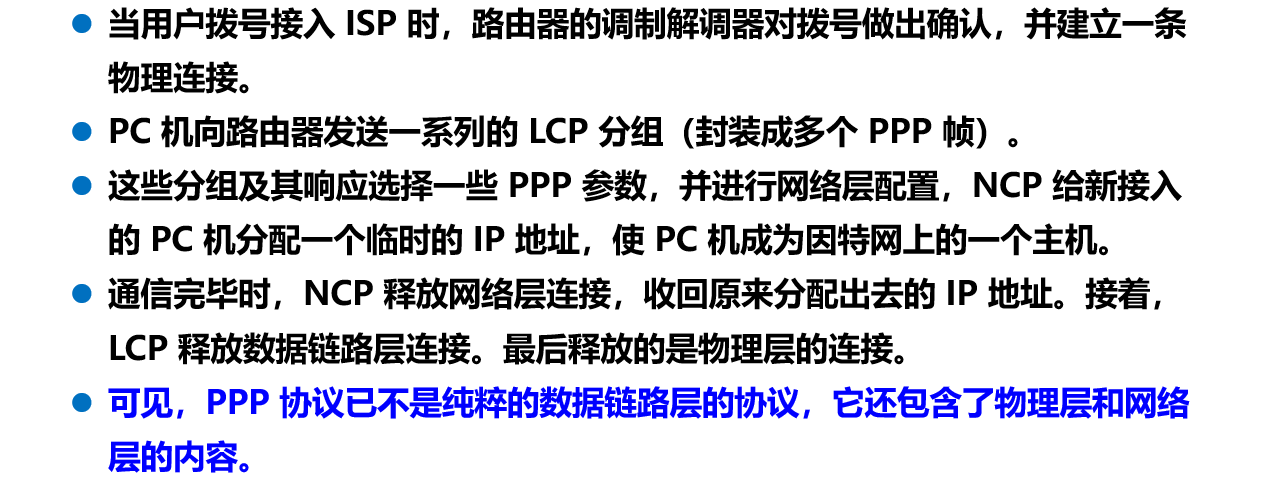 ● 当用户拨号接入 ISP 时，路由器的调制解调器对拨号做出确认，并建立一条
物理连接。
● PC 机向路由器发送一系列的 LCP 分组（封装成多个 PPP 帧）。
● 这些分组及其响应选择一些 PPP 参数，并进行网络层配置，NCP 给新接入
的 PC 机分配一个临时的 IP 地址，使 PC 机成为因特网上的一个主机。
● 通信完毕时，NCP 释放网络层连接，收回原来分配出去的 IP 地址。接着，
LCP 释放数据链路层连接。最后释放的是物理层的连接。
● 可见，PPP 协议已不是纯粹的数据链路层的协议，它还包含了物理层和网络
层的内容。